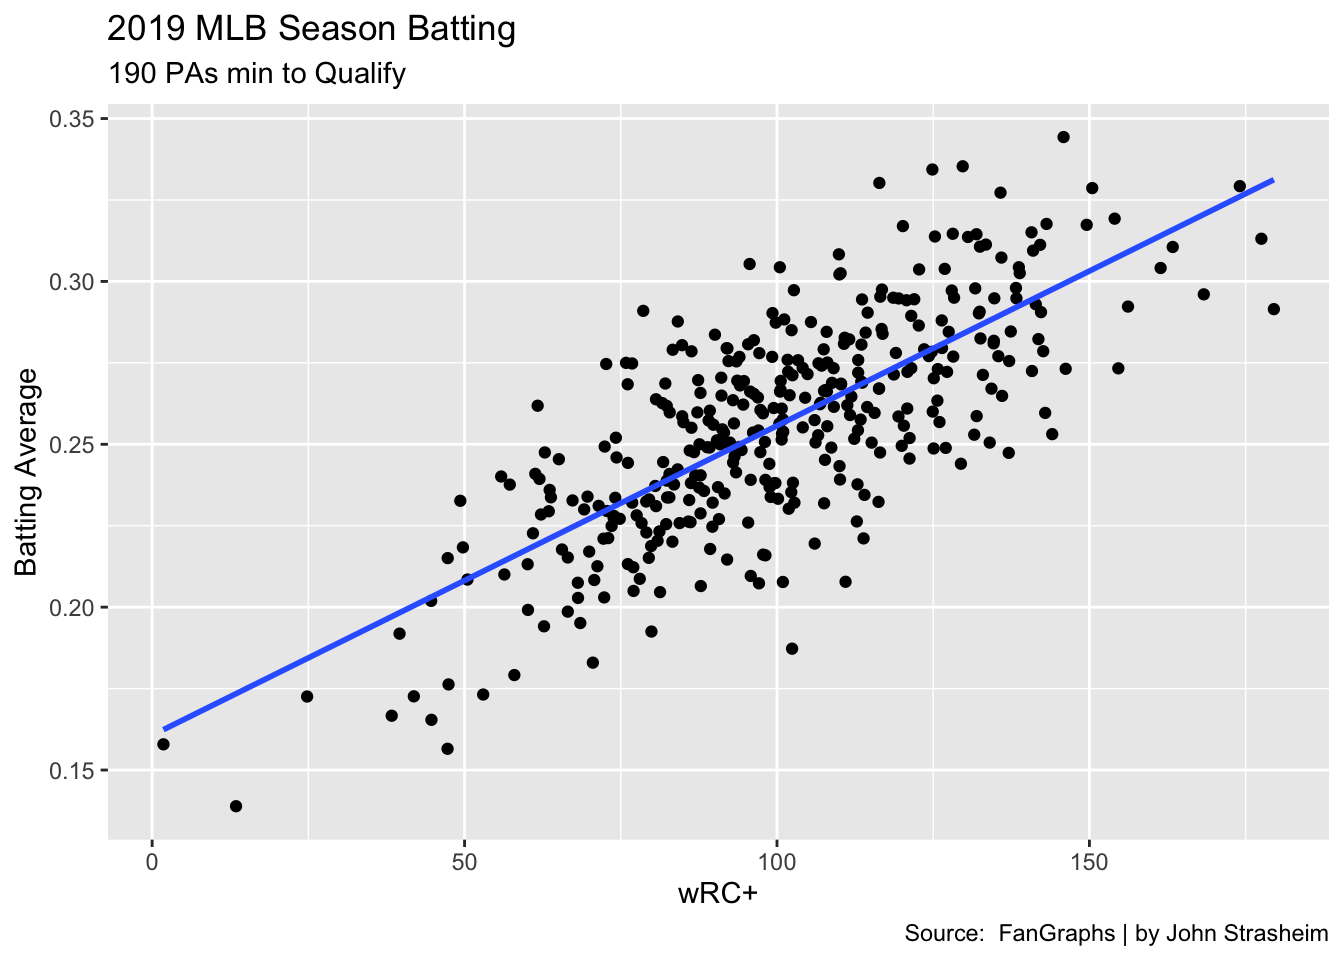 2019 MLB Season Batting
190 PAs min to Qualify
0.35
0.30
0.25
0.20
0.15
Batting Average
0 50 100 150
wRC+
Source:  FanGraphs | by John Strasheim